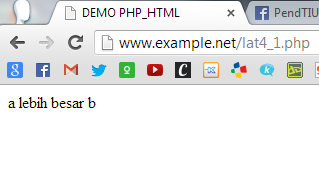 DEMO PHP_HTML
PendTIU
www.example.net/lat4_1.php
a lebih besar b